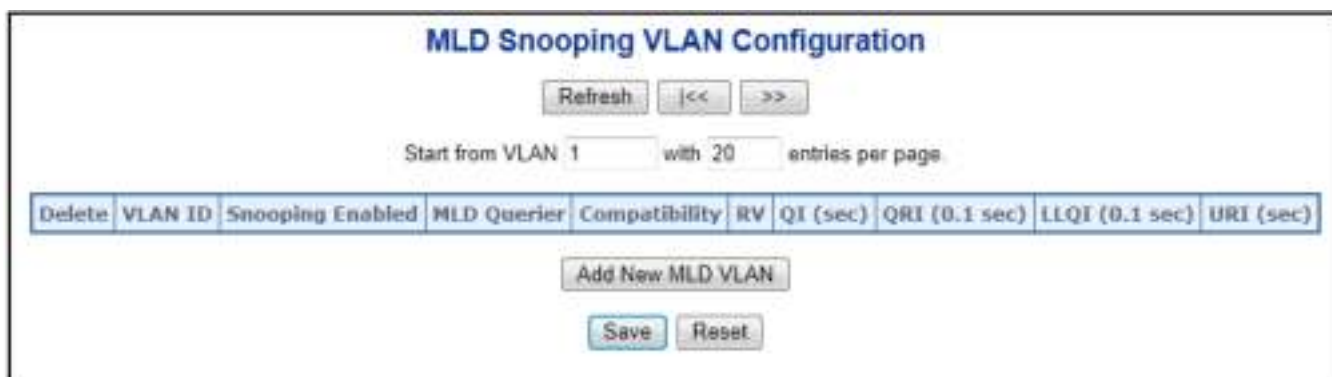 MLD Snooping VLAN Configuration
Refresh |<< >>
Start from VLAN 1 with 20 entries per page.
Delete VLAN ID Snooping Enabled MLD Querier Compatibility RV QI (sec) QRI (0.1 sec) LLQI (0.1 sec) URI (sec)
Add New MLD VLAN
Save Reset